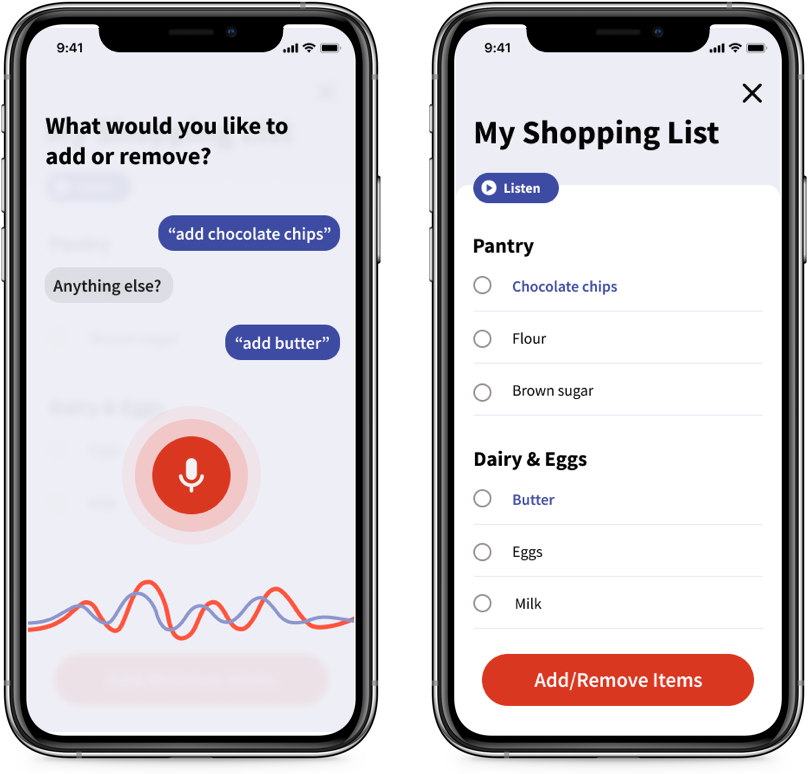 9:41
What would you like to
add or remove?
“add chocolate chips”
Anything else?
“add butter”
9:41
My Shopping List
Listen
Pantry
Chocolate chips
Flour
Brown sugar
Dairy & Eggs
Butter
Eggs
Milk
Add/Remove Items